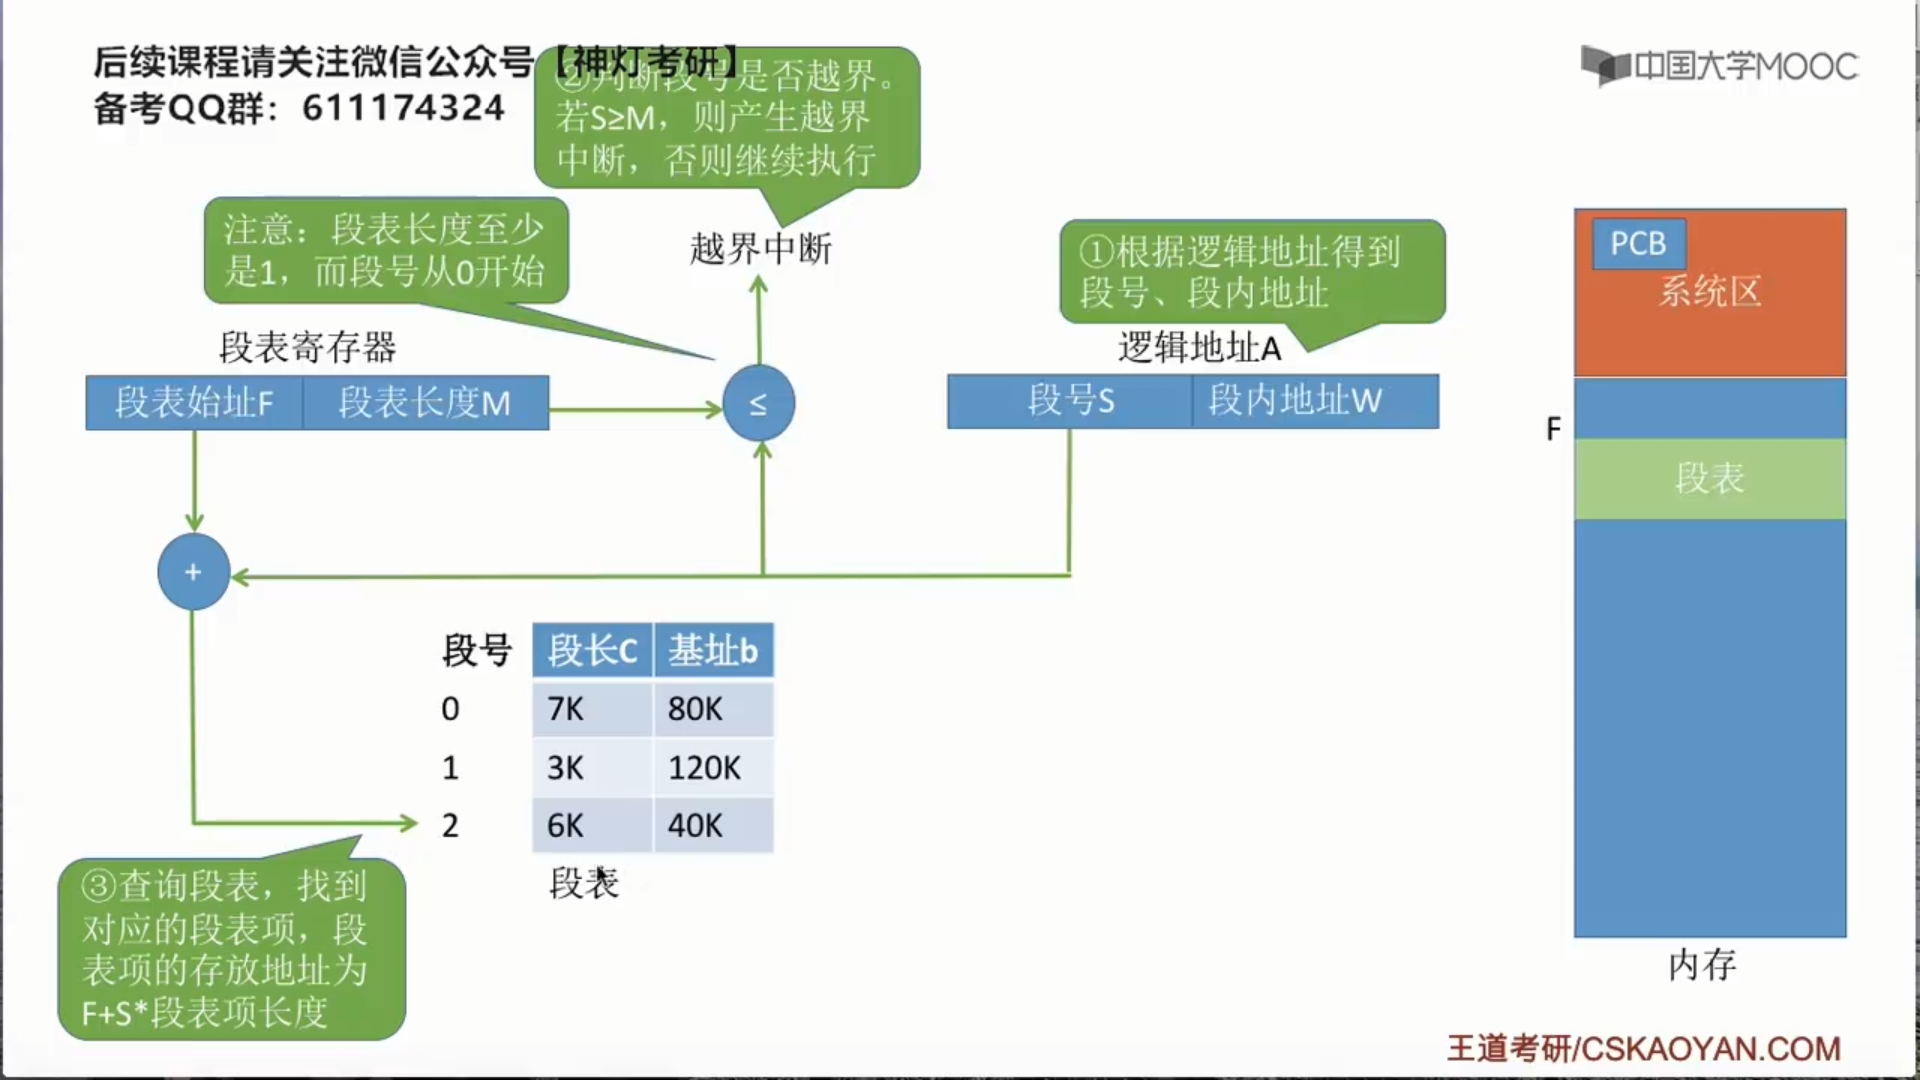 后续课程请关注微信公众号【神灯考研】
备考QQ群：611174324
中国大学MOOC
②判断段号是否越界。
若S≥M，则产生越界
中断，否则继续执行
注意：段表长度至少
是1，而段号从0开始
越界中断
①根据逻辑地址得到
段号、段内地址
PCB
系统区
段表寄存器
逻辑地址A
段表始址F
段表长度M
≤
段号S
段内地址W
F
段表
+
段号 段长C 基址b
0 7K 80K
1 3K 120K
2 6K 40K
段表
③查询段表，找到
对应的段表项，段
表项的存放地址为
F+S*段表项长度
内存
王道考研/CSKAOYAN.COM